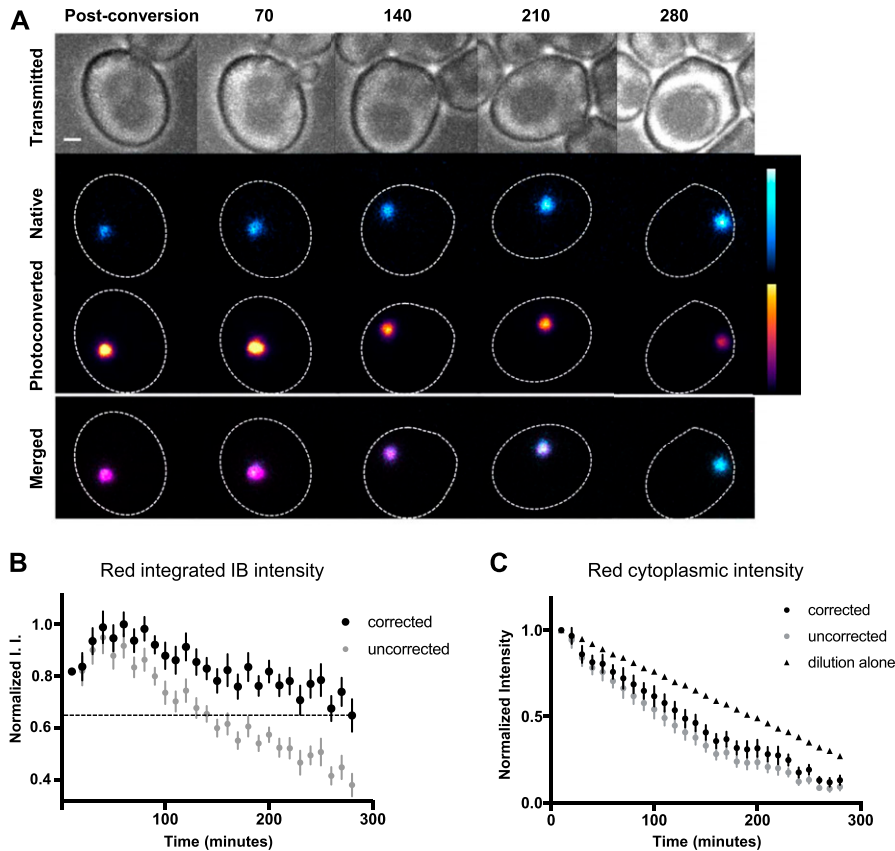 A
Post-conversion 70 140 210 280
Transmitted
Native
Photoconverted
Merged
B
Red integrated IB intensity
corrected
uncorrected
Normalized I. I.
1.0
0.8
0.6
0.4
100 200 300
Time (minutes)
C
Red cytoplasmic intensity
corrected
uncorrected
dilution alone
Normalized Intensity
1.0
0.5
0.0
0 100 200 300
Time (minutes)